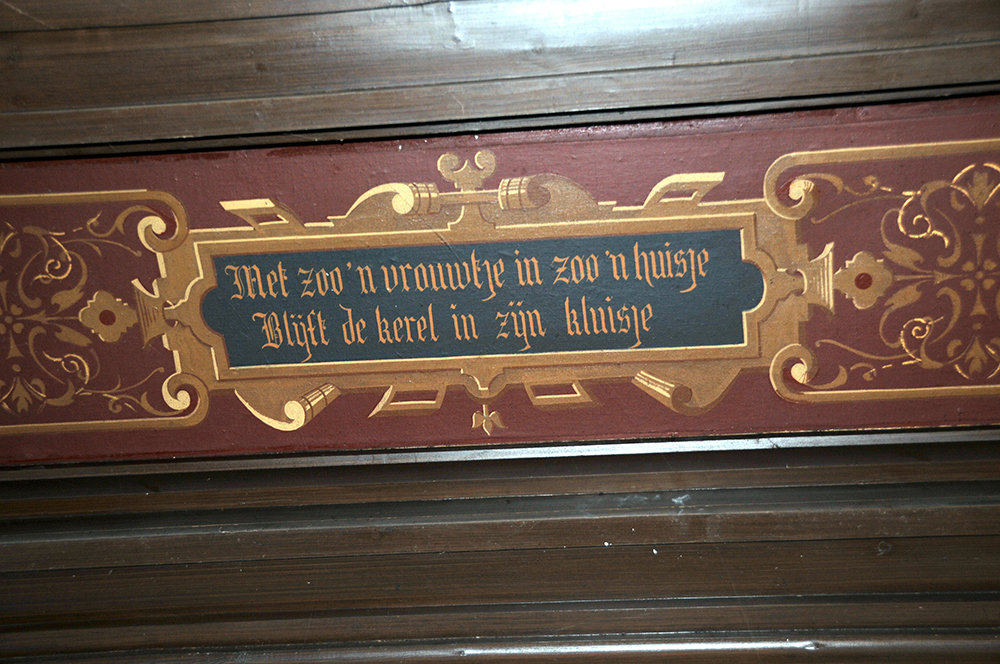 Met zoo'n vrouwtje in zoo'n huisje
Blijft de kerel in zijn kluisje